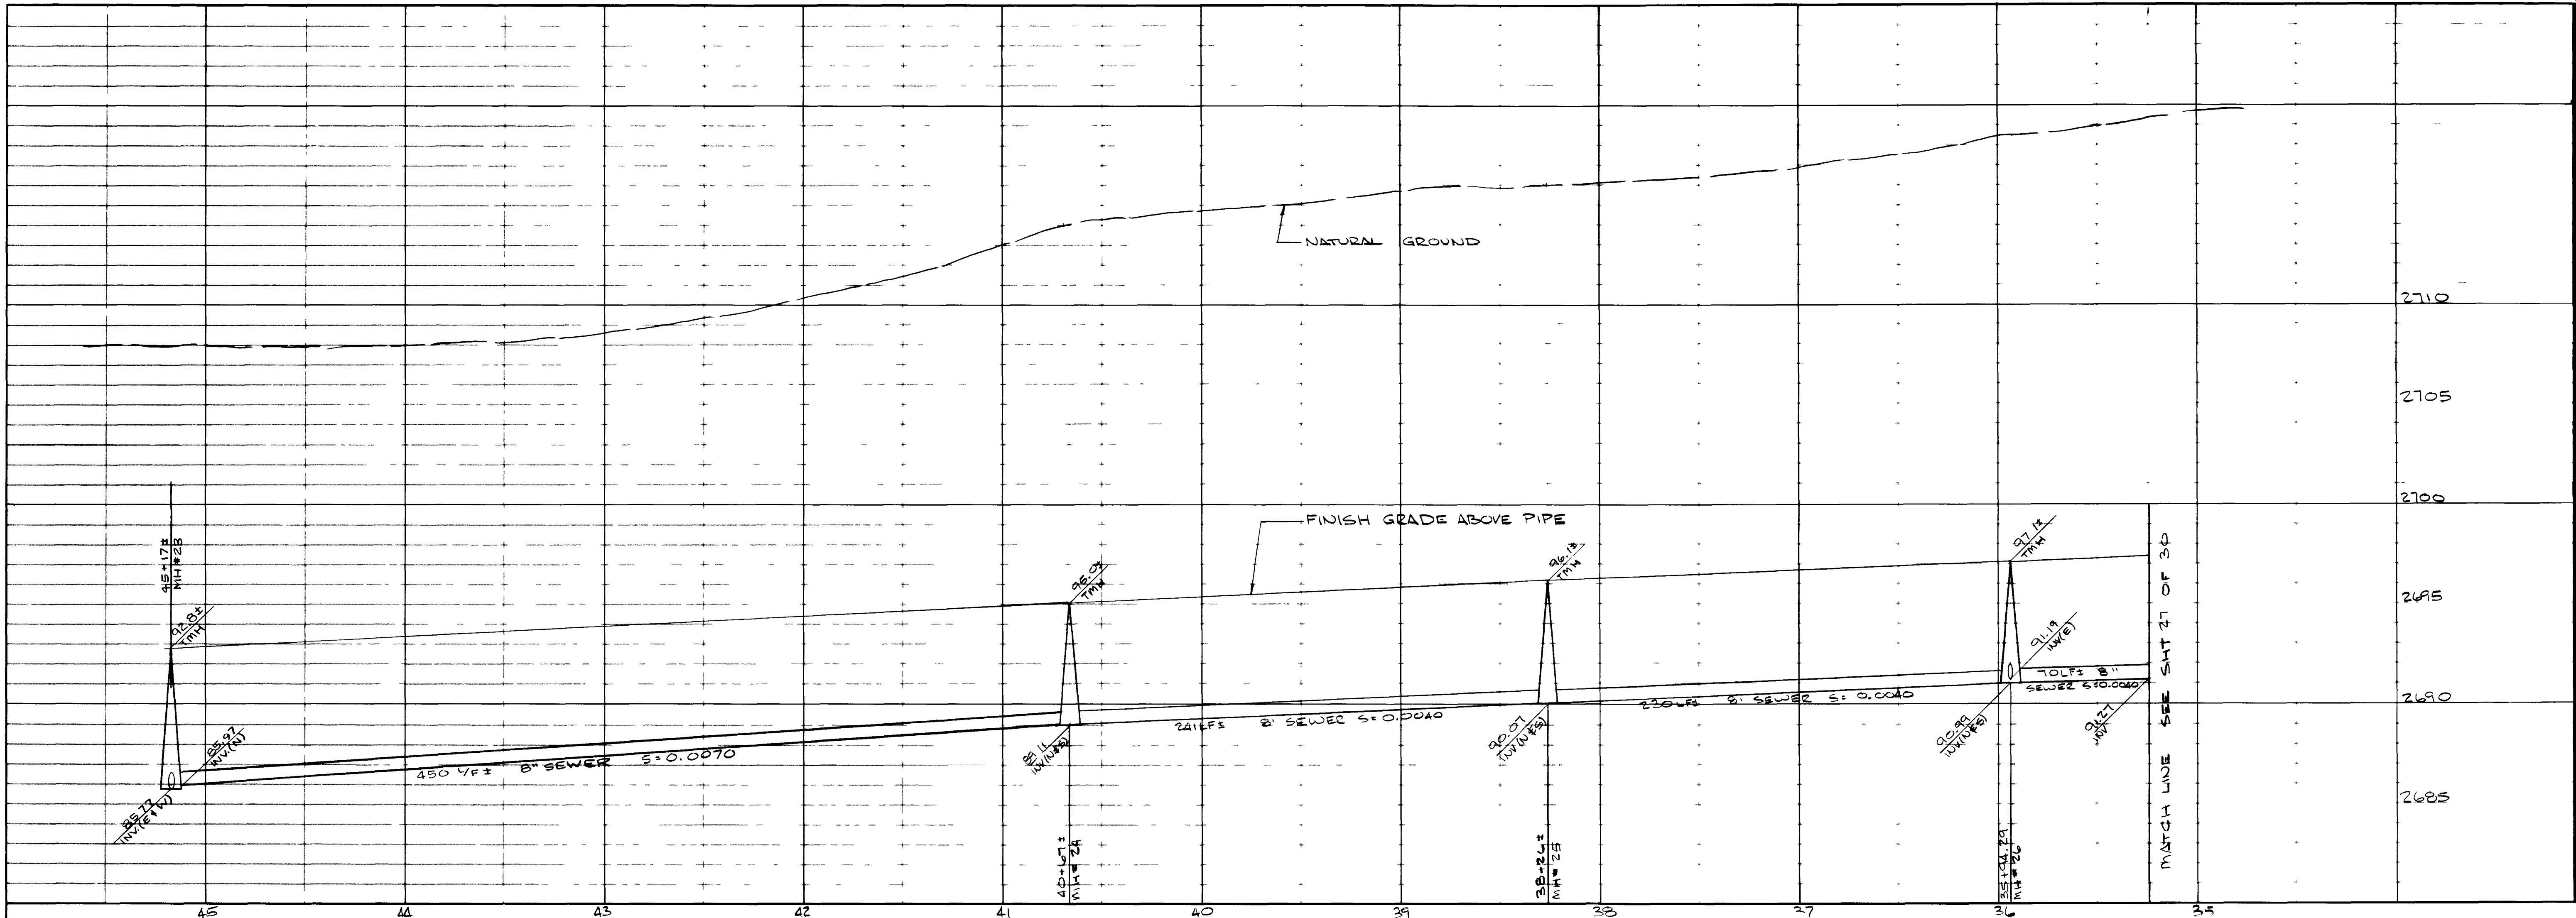 NATURAL GROUND
2710
2705
2700
FINISH GRADE ABOVE PIPE
2695
2690
2685
45+17±
MH #23
92.8±
TMH
85.97
INV.(N)
85.77
INV.(E&W)
450 L/F± 8" SEWER S=0.0070
95.0±
TMH
89.11
INV(N&S)
40+67±
MH #24
241LF± 8" SEWER S=0.0040
96.1±
TMH
90.07
INV(N&S)
38+26±
MH #25
230LF± 8" SEWER S=0.0040
97.1±
TMH
91.19
INV(E)
90.99
INV(N&S)
35+94.29
MH #26
70LF± 8"
SEWER S=0.0040
91.27
INV
MATCH LINE SEE SHT 27 OF 30
45 44 43 42 41 40 39 38 37 36 35